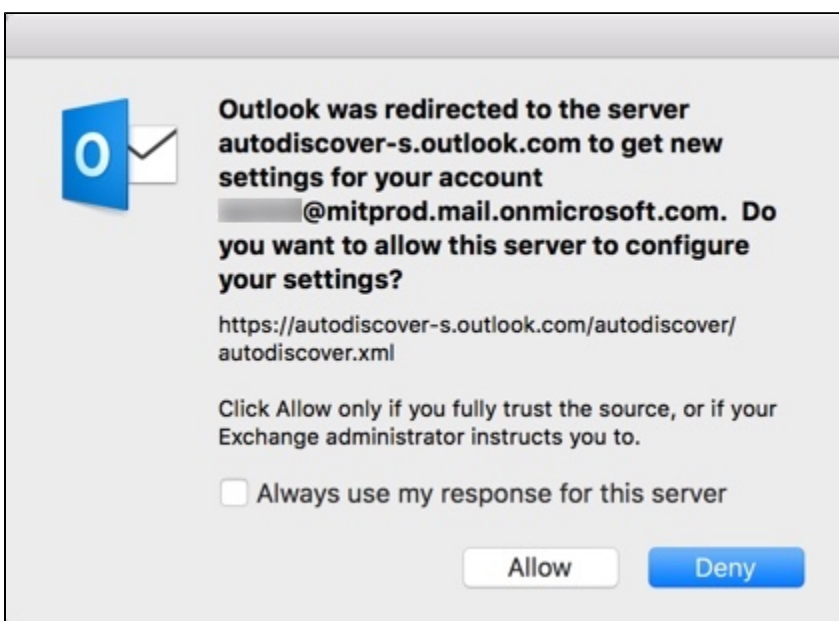 Outlook was redirected to the server
autodiscover-s.outlook.com to get new
settings for your account
@mitprod.mail.onmicrosoft.com. Do
you want to allow this server to configure
your settings?
https://autodiscover-s.outlook.com/autodiscover/
autodiscover.xml
Click Allow only if you fully trust the source, or if your
Exchange administrator instructs you to.
Always use my response for this server
Allow Deny